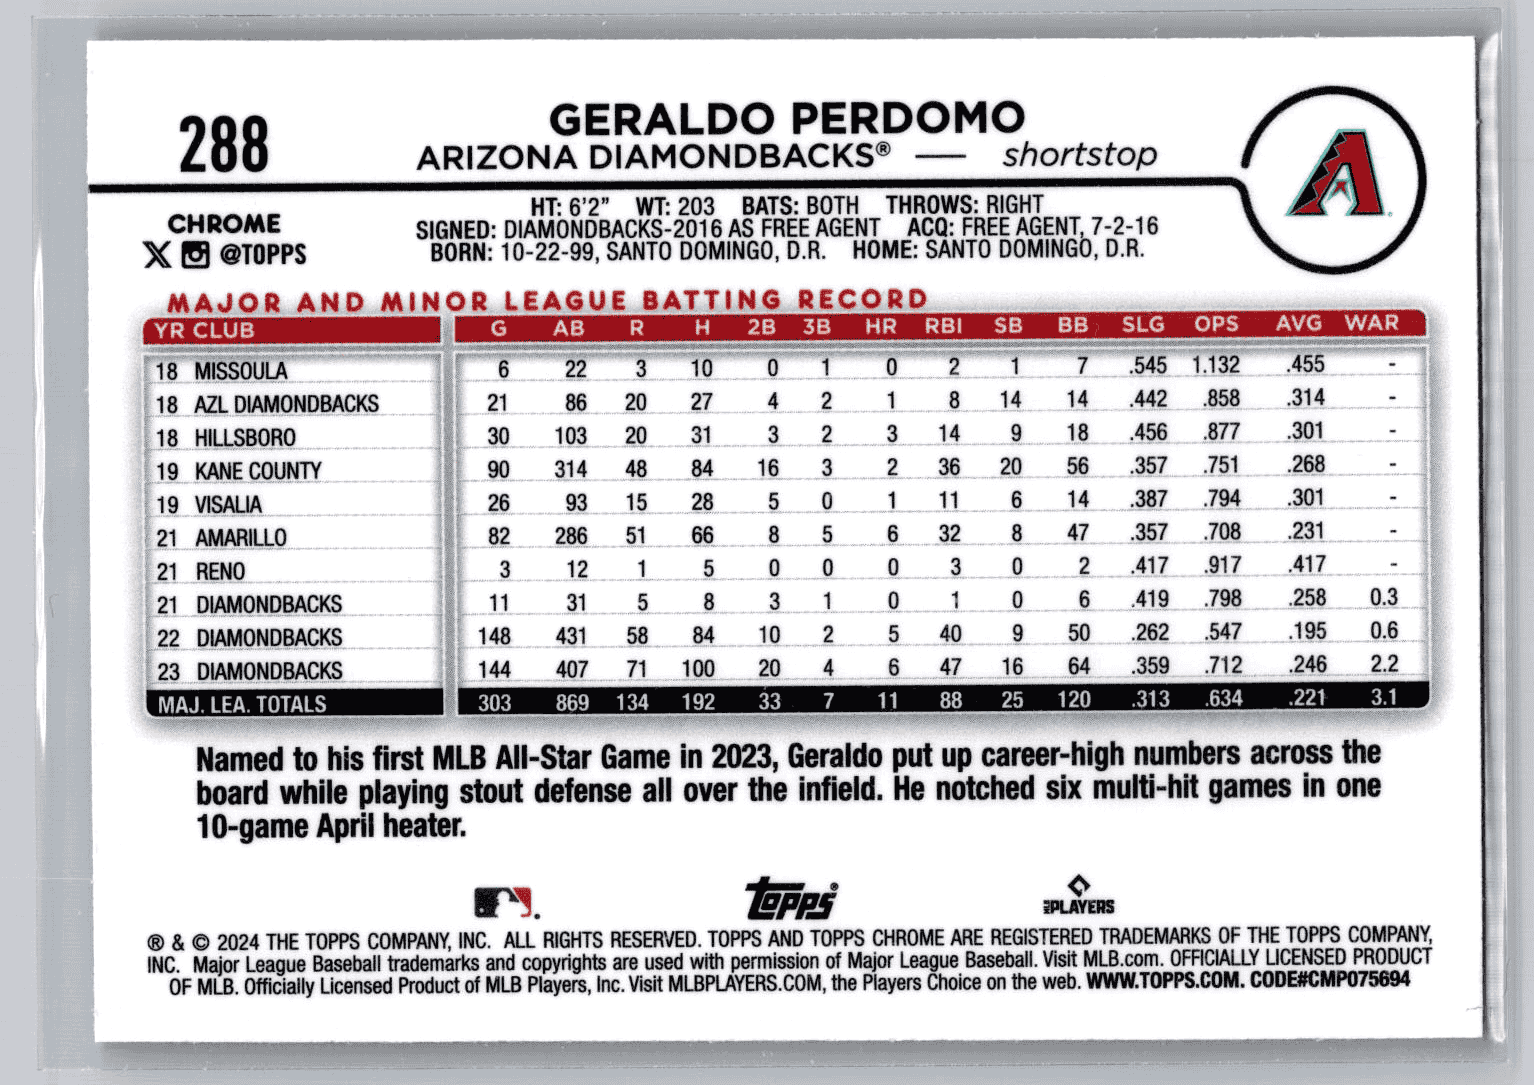 288
GERALDO PERDOMO
ARIZONA DIAMONDBACKS® — shortstop
CHROME
@TOPPS
HT: 6'2" WT: 203 BATS: BOTH THROWS: RIGHT
SIGNED: DIAMONDBACKS-2016 AS FREE AGENT ACQ: FREE AGENT, 7-2-16
BORN: 10-22-99, SANTO DOMINGO, D.R. HOME: SANTO DOMINGO, D.R.
MAJOR AND MINOR LEAGUE BATTING RECORD
YR CLUB G AB R H 2B 3B HR RBI SB BB SLG OPS AVG WAR
18 MISSOULA 6 22 3 10 0 1 0 2 1 7 .545 1.132 .455 -
18 AZL DIAMONDBACKS 21 86 20 27 4 2 1 8 14 14 .442 .858 .314 -
18 HILLSBORO 30 103 20 31 3 2 3 14 9 18 .456 .877 .301 -
19 KANE COUNTY 90 314 48 84 16 3 2 36 20 56 .357 .751 .268 -
19 VISALIA 26 93 15 28 5 0 1 11 6 14 .387 .794 .301 -
21 AMARILLO 82 286 51 66 8 5 6 32 8 47 .357 .708 .231 -
21 RENO 3 12 1 5 0 0 0 3 0 2 .417 .917 .417 -
21 DIAMONDBACKS 11 31 5 8 3 1 0 1 0 6 .419 .798 .258 0.3
22 DIAMONDBACKS 148 431 58 84 10 2 5 40 9 50 .262 .547 .195 0.6
23 DIAMONDBACKS 144 407 71 100 20 4 6 47 16 64 .359 .712 .246 2.2
MAJ. LEA. TOTALS 303 869 134 192 33 7 11 88 25 120 .313 .634 .221 3.1
Named to his first MLB All-Star Game in 2023, Geraldo put up career-high numbers across the
board while playing stout defense all over the infield. He notched six multi-hit games in one
10-game April heater.
Topps®
MLB PLAYERS
® & © 2024 THE TOPPS COMPANY, INC. ALL RIGHTS RESERVED. TOPPS AND TOPPS CHROME ARE REGISTERED TRADEMARKS OF THE TOPPS COMPANY,
INC. Major League Baseball trademarks and copyrights are used with permission of Major League Baseball. Visit MLB.com. OFFICIALLY LICENSED PRODUCT
OF MLB. Officially Licensed Product of MLB Players, Inc. Visit MLBPLAYERS.COM, the Players Choice on the web. WWW.TOPPS.COM. CODE#CMP075694